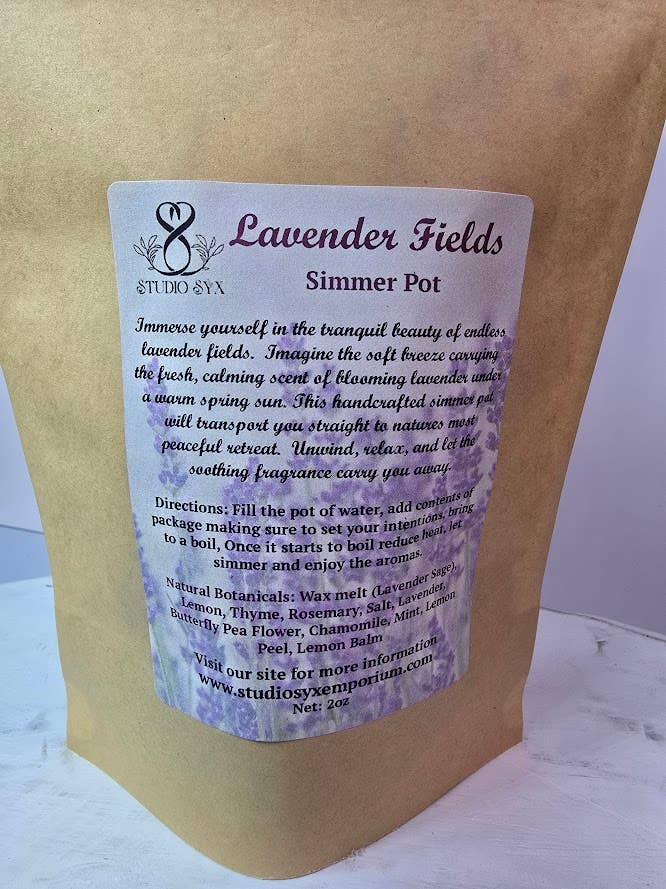 STUDIO SYX
Lavender Fields
Simmer Pot
Immerse yourself in the tranquil beauty of endless
lavender fields. Imagine the soft breeze carrying
the fresh, calming scent of blooming lavender under
a warm spring sun. This handcrafted simmer pot
will transport you straight to natures most
peaceful retreat. Unwind, relax, and let the
soothing fragrance carry you away.
Directions: Fill the pot of water, add contents of
package making sure to set your intentions, bring
to a boil, Once it starts to boil reduce heat, let
simmer and enjoy the aromas.
Natural Botanicals: Wax melt (Lavender Sage),
Lemon, Thyme, Rosemary, Salt, Lavender,
Butterfly Pea Flower, Chamomile, Mint, Lemon
Peel, Lemon Balm
Visit our site for more information
www.studiosyxemporium.com
Net: 2oz